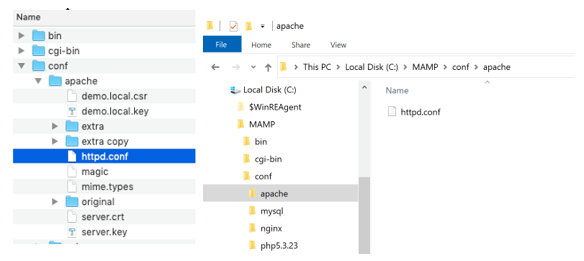 Name
bin
cgi-bin
conf
apache
demo.local.csr
demo.local.key
extra
extra copy
httpd.conf
magic
mime.types
original
server.crt
server.key
apache
File Home Share View
This PC > Local Disk (C:) > MAMP > conf > apache
Local Disk (C:)
$WinREAgent
MAMP
bin
cgi-bin
conf
apache
mysql
nginx
php5.3.23
Name
httpd.conf